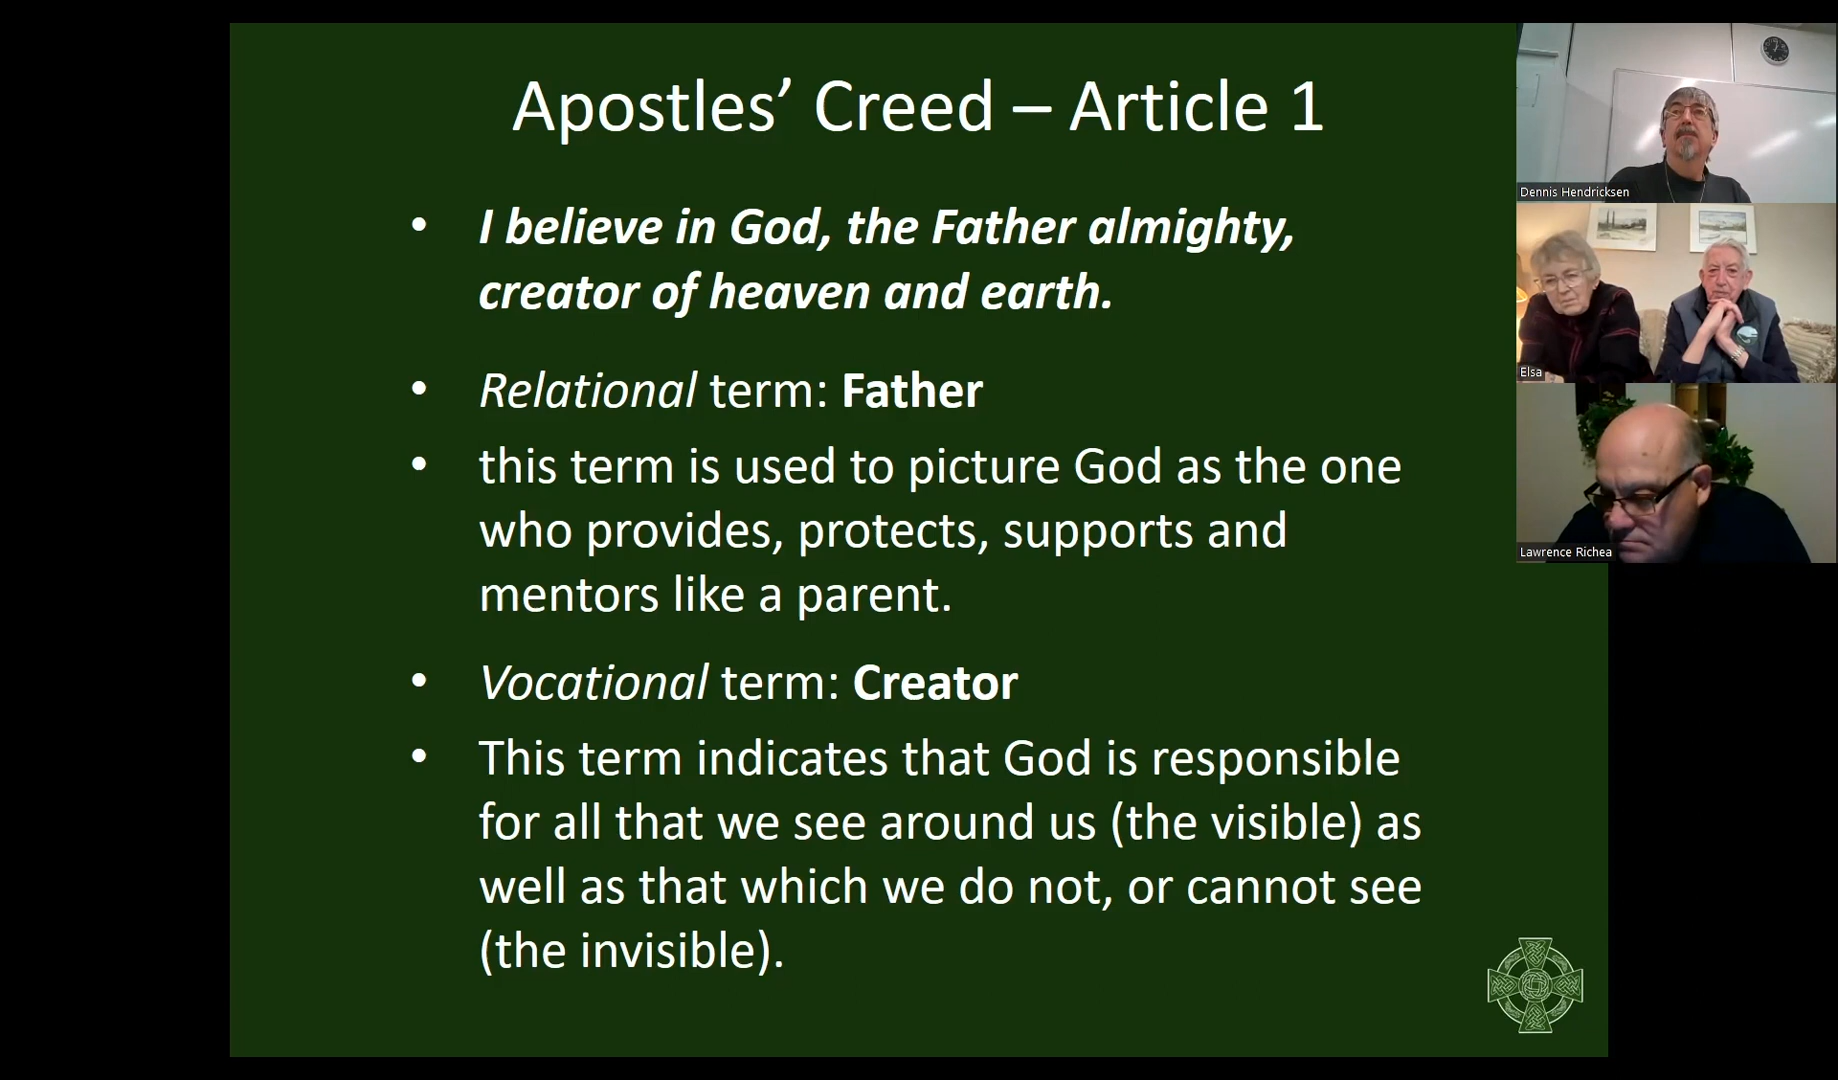 Apostles’ Creed – Article 1
• I believe in God, the Father almighty,
creator of heaven and earth.
• Relational term: Father
• this term is used to picture God as the one
who provides, protects, supports and
mentors like a parent.
• Vocational term: Creator
• This term indicates that God is responsible
for all that we see around us (the visible) as
well as that which we do not, or cannot see
(the invisible).
Dennis Hendricksen
Elsa
Lawrence Richea